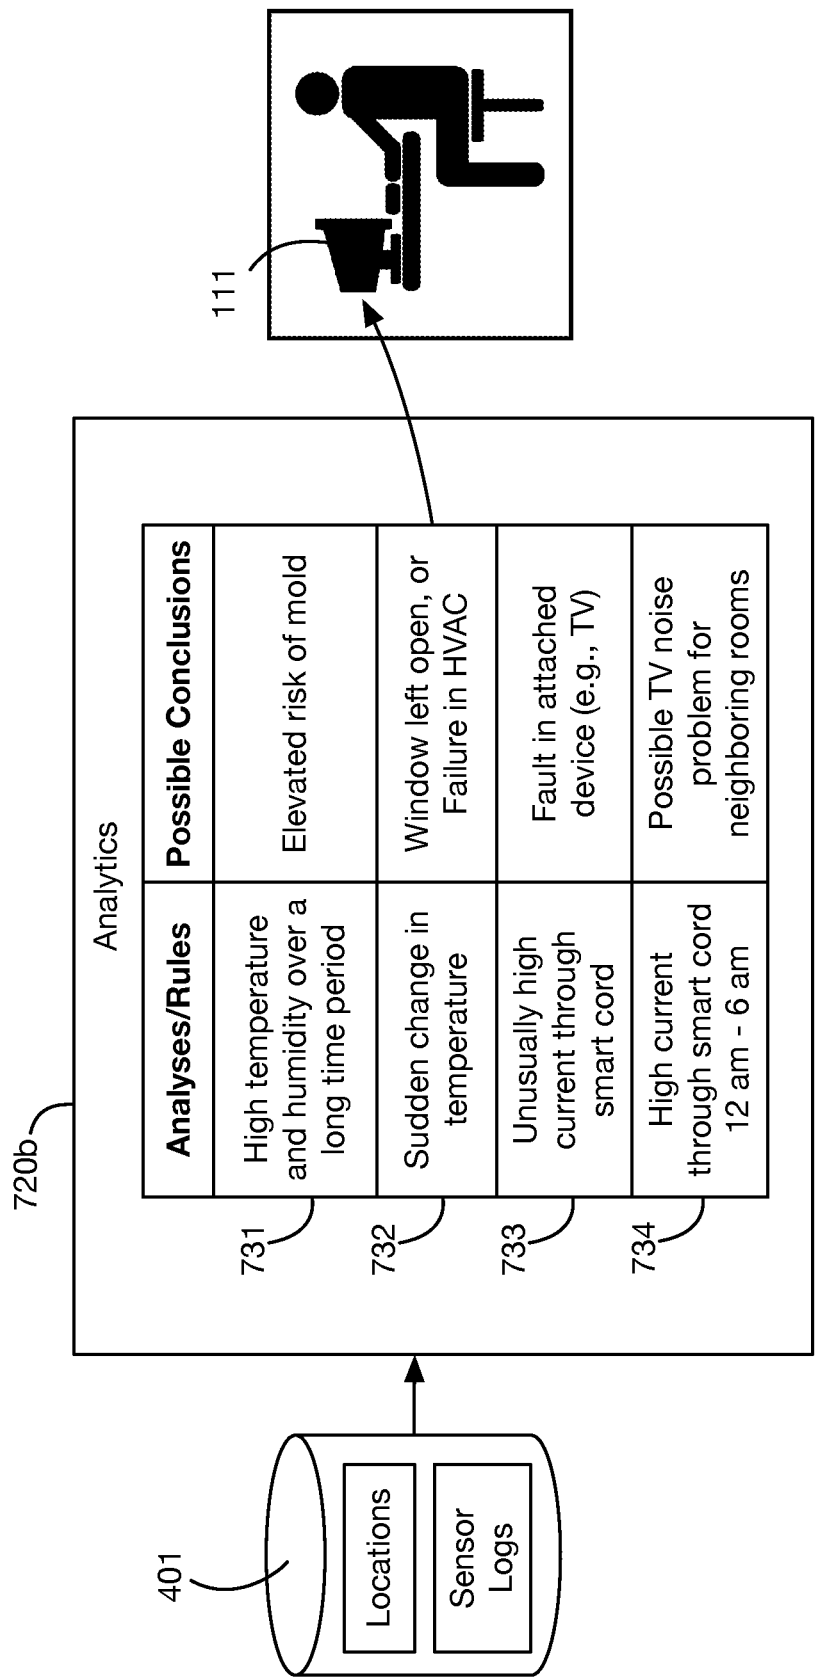 720b
Analytics
Analyses/Rules
Possible Conclusions
731
High temperature
and humidity over a
long time period
Elevated risk of mold
732
Sudden change in
temperature
Window left open, or
Failure in HVAC
733
Unusually high
current through
smart cord
Fault in attached
device (e.g., TV)
734
High current
through smart cord
12 am - 6 am
Possible TV noise
problem for
neighboring rooms
401
Locations
Sensor
Logs
111